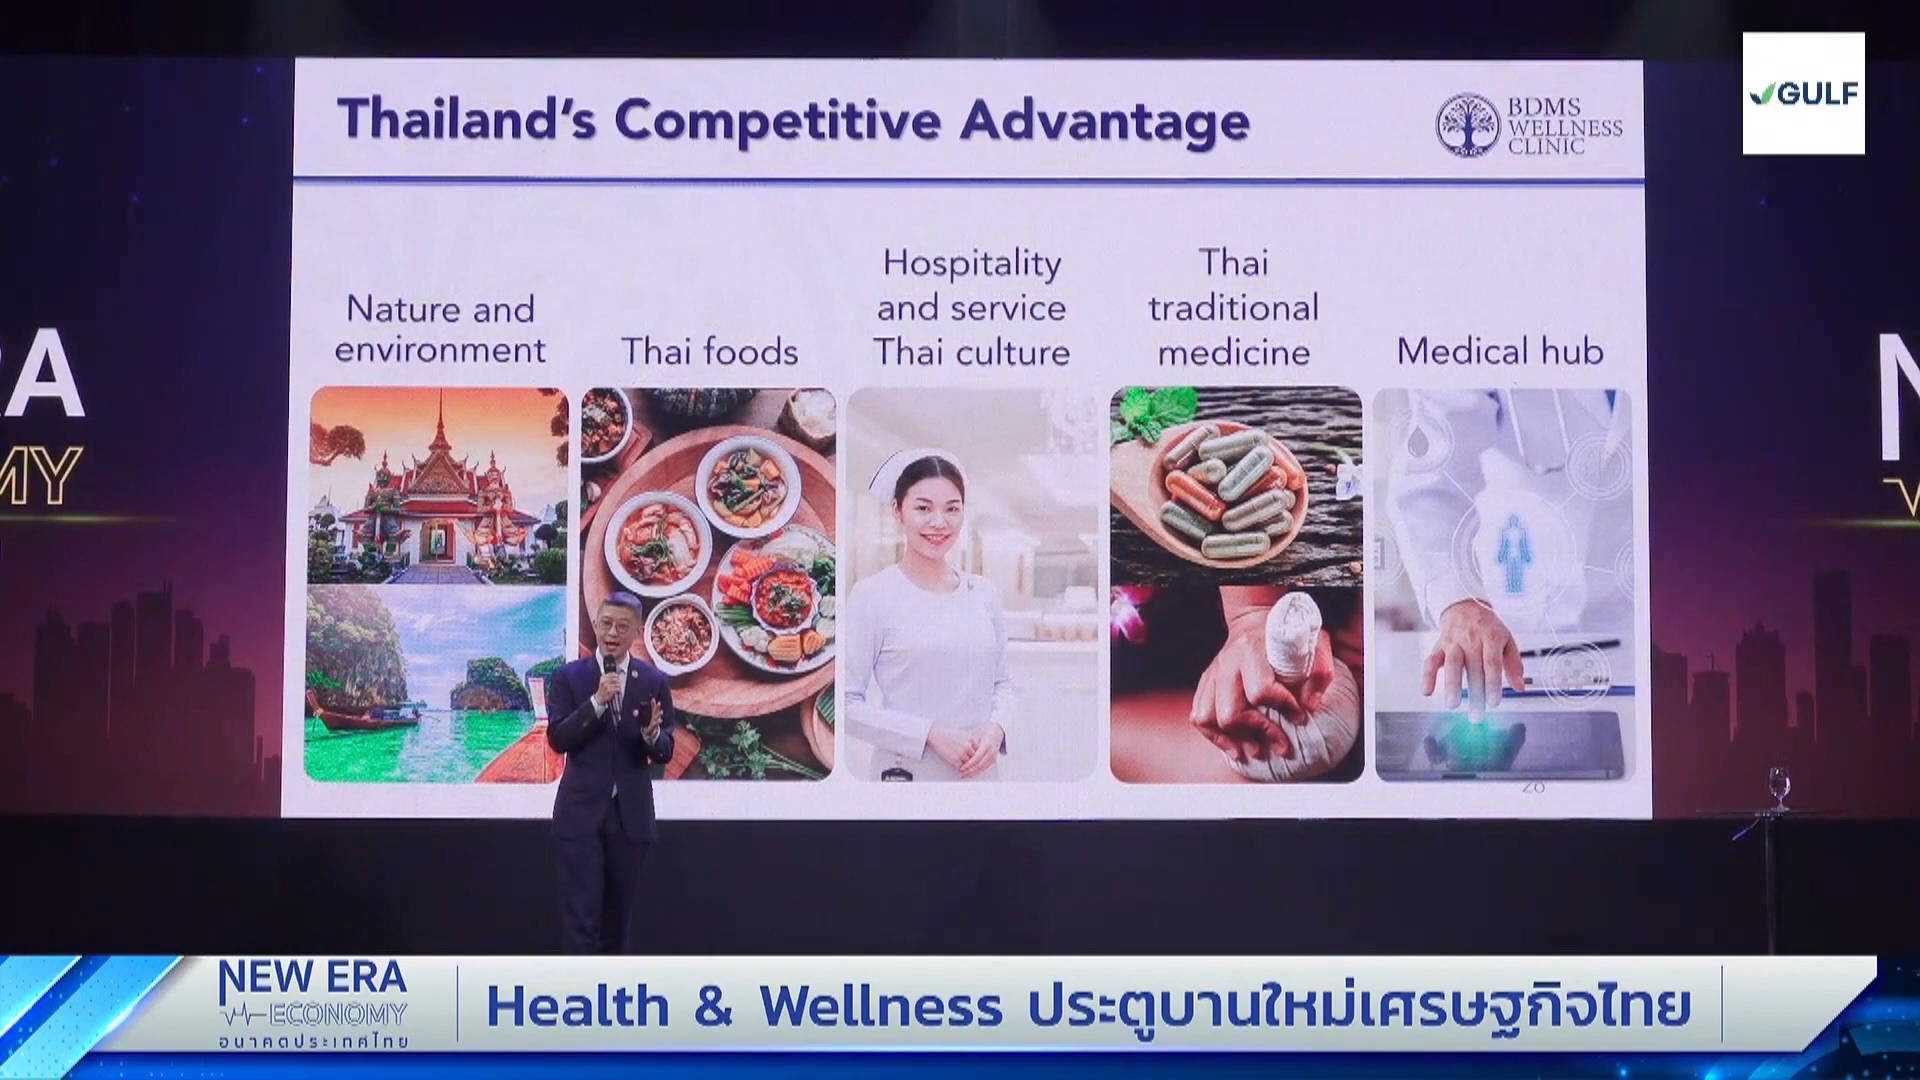 Thailand's Competitive Advantage
BDMS
WELLNESS
CLINIC
GULF
Nature and
environment
Thai foods
Hospitality
and service
Thai culture
Thai
traditional
medicine
Medical hub
NEW ERA
ECONOMY
อนาคตประเทศไทย
Health & Wellness ประตูบานใหม่เศรษฐกิจไทย